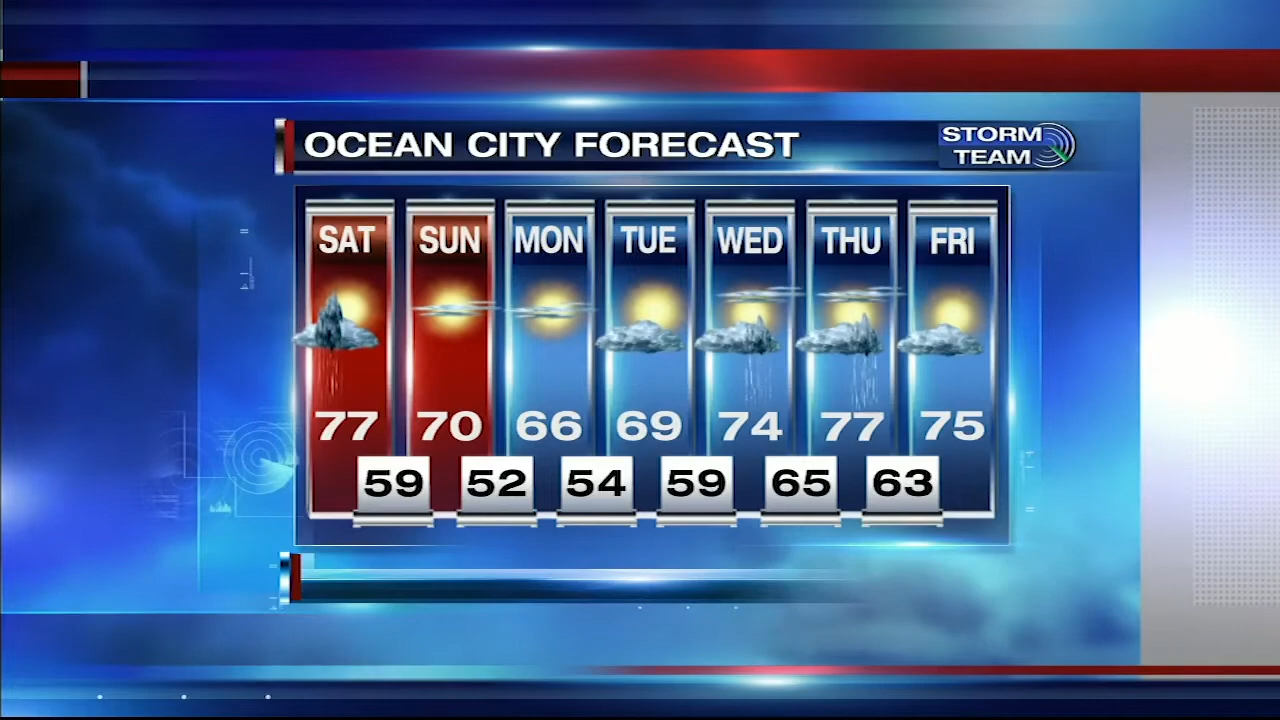 OCEAN CITY FORECAST
STORM
TEAM
SAT SUN MON TUE WED THU FRI
77 70 66 69 74 77 75
59 52 54 59 65 63